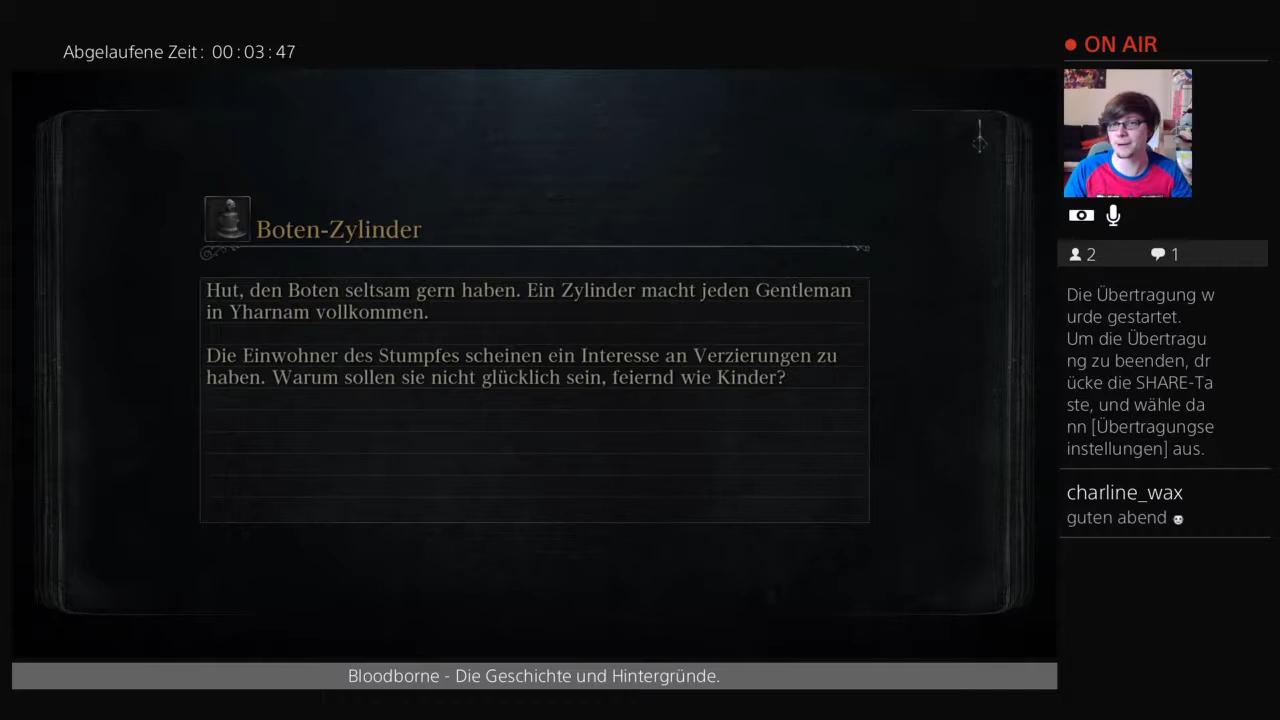 Abgelaufene Zeit: 00:03:47
ON AIR
Boten-Zylinder
Hut, den Boten seltsam gern haben. Ein Zylinder macht jeden Gentleman
in Yharnam vollkommen.
Die Einwohner des Stumpfes scheinen ein Interesse an Verzierungen zu
haben. Warum sollen sie nicht glücklich sein, feiernd wie Kinder?
2
1
Die Übertragung w
urde gestartet.
Um die Übertragu
ng zu beenden, dr
ücke die SHARE-Ta
ste, und wähle da
nn [Übertragungse
instellungen] aus.
charline_wax
guten abend
Bloodborne - Die Geschichte und Hintergründe.